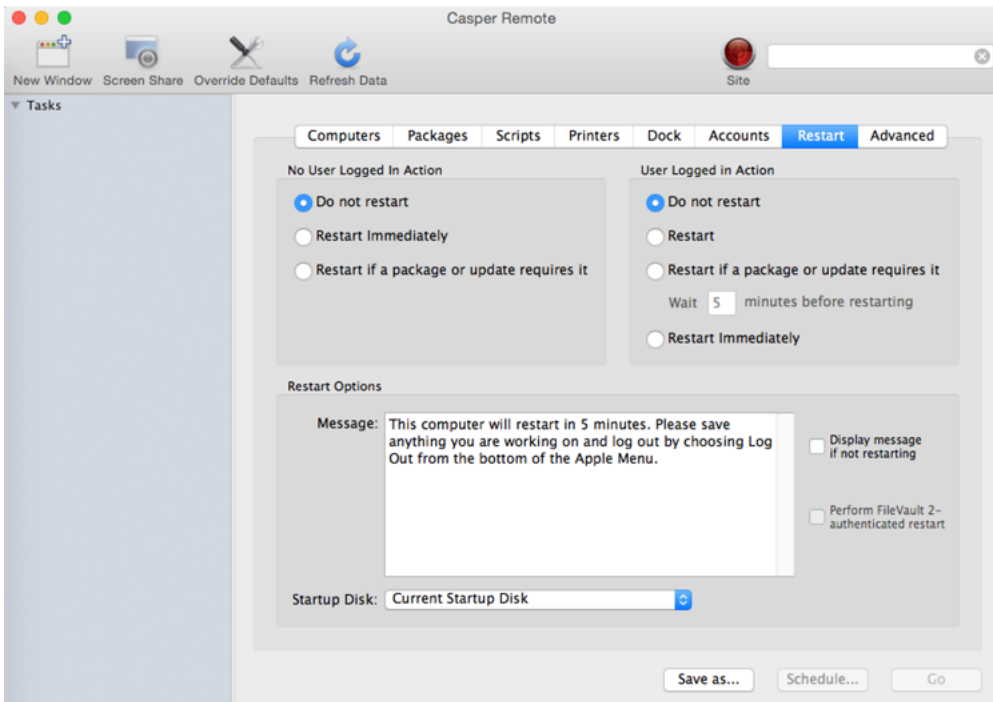 Casper Remote
New Window
Screen Share
Override Defaults
Refresh Data
Site
Tasks
Computers
Packages
Scripts
Printers
Dock
Accounts
Restart
Advanced
No User Logged In Action
Do not restart
Restart Immediately
Restart if a package or update requires it
User Logged in Action
Do not restart
Restart
Restart if a package or update requires it
Wait 5 minutes before restarting
Restart Immediately
Restart Options
Message:
This computer will restart in 5 minutes. Please save
anything you are working on and log out by choosing Log
Out from the bottom of the Apple Menu.
Display message
if not restarting
Perform FileVault 2-
authenticated restart
Startup Disk: Current Startup Disk
Save as...
Schedule...
Go